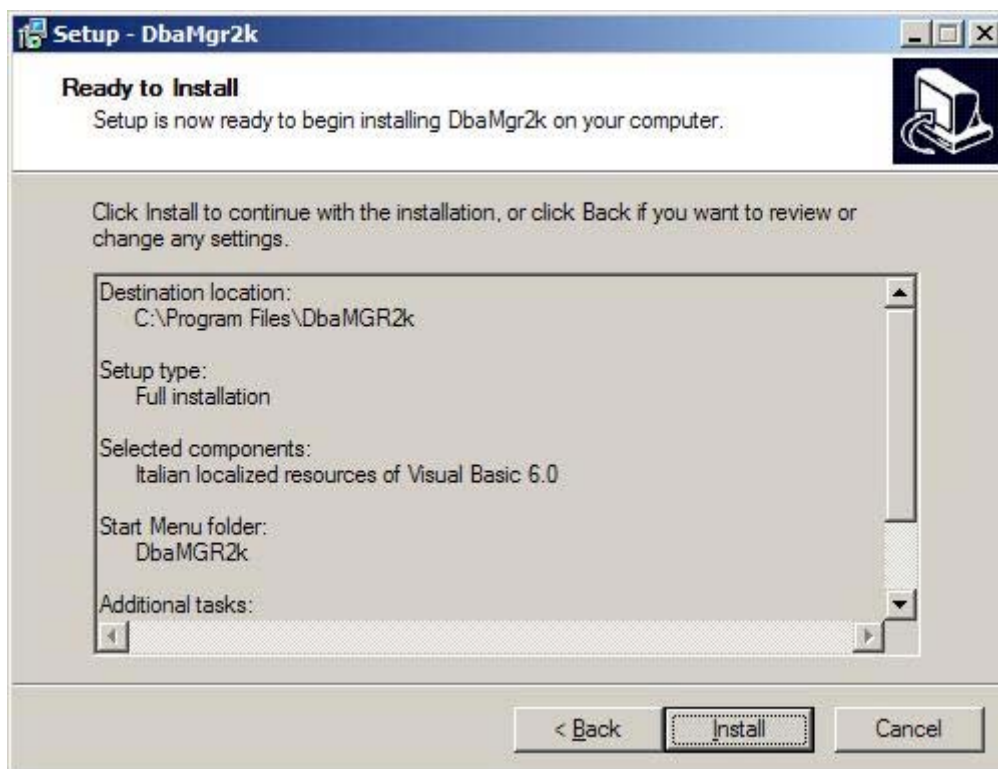 Setup - DbaMgr2k
Ready to Install
Setup is now ready to begin installing DbaMgr2k on your computer.
Click Install to continue with the installation, or click Back if you want to review or
change any settings.
Destination location:
C:\Program Files\DbaMGR2k
Setup type:
Full installation
Selected components:
Italian localized resources of Visual Basic 6.0
Start Menu folder:
DbaMGR2k
Additional tasks:
< Back
Install
Cancel